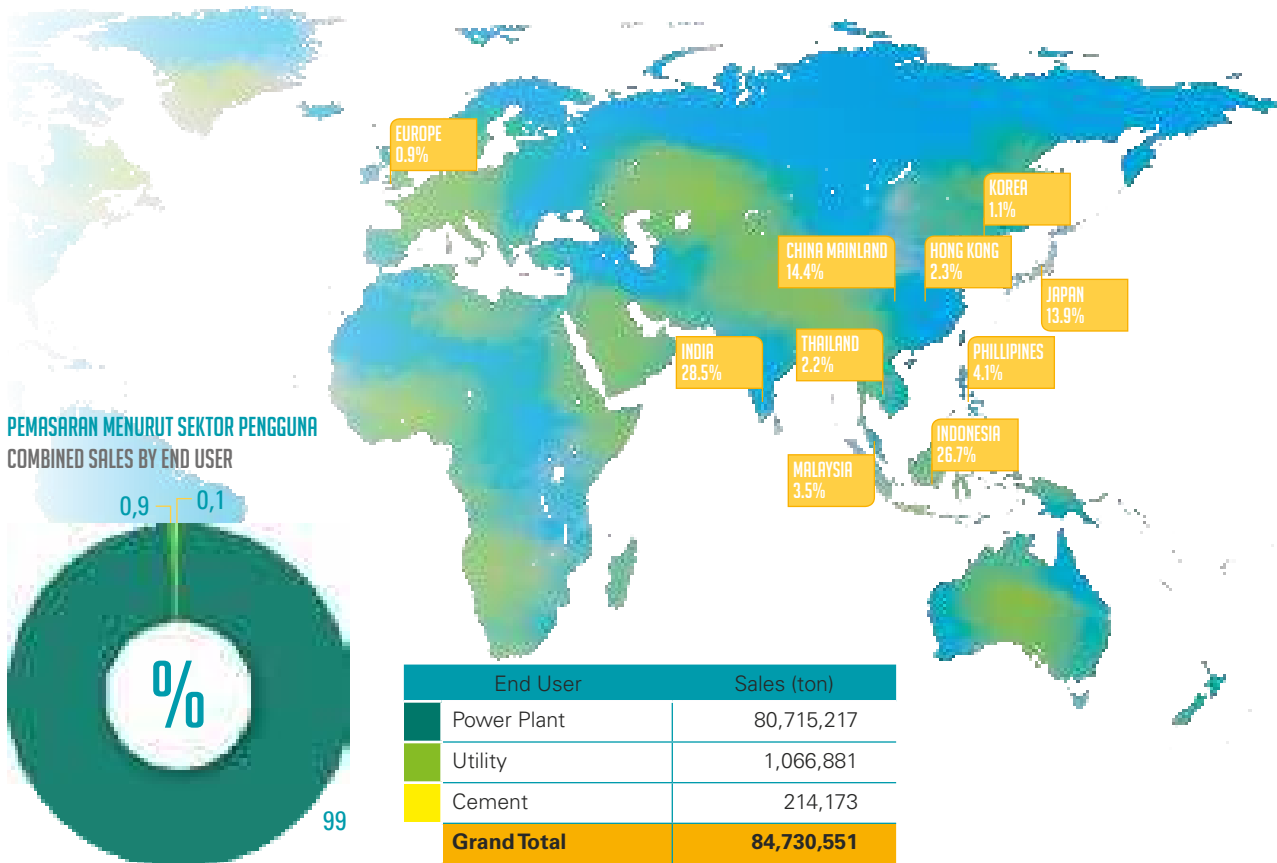 EUROPE
0.9%
KOREA
1.1%
CHINA MAINLAND
14.4%
HONG KONG
2.3%
JAPAN
13.9%
INDIA
28.5%
THAILAND
2.2%
PHILLIPINES
4.1%
INDONESIA
26.7%
MALAYSIA
3.5%
PEMASARAN MENURUT SEKTOR PENGGUNA
COMBINED SALES BY END USER
0,9 0,1
%
99
End User Sales (ton)
Power Plant 80,715,217
Utility 1,066,881
Cement 214,173
Grand Total 84,730,551